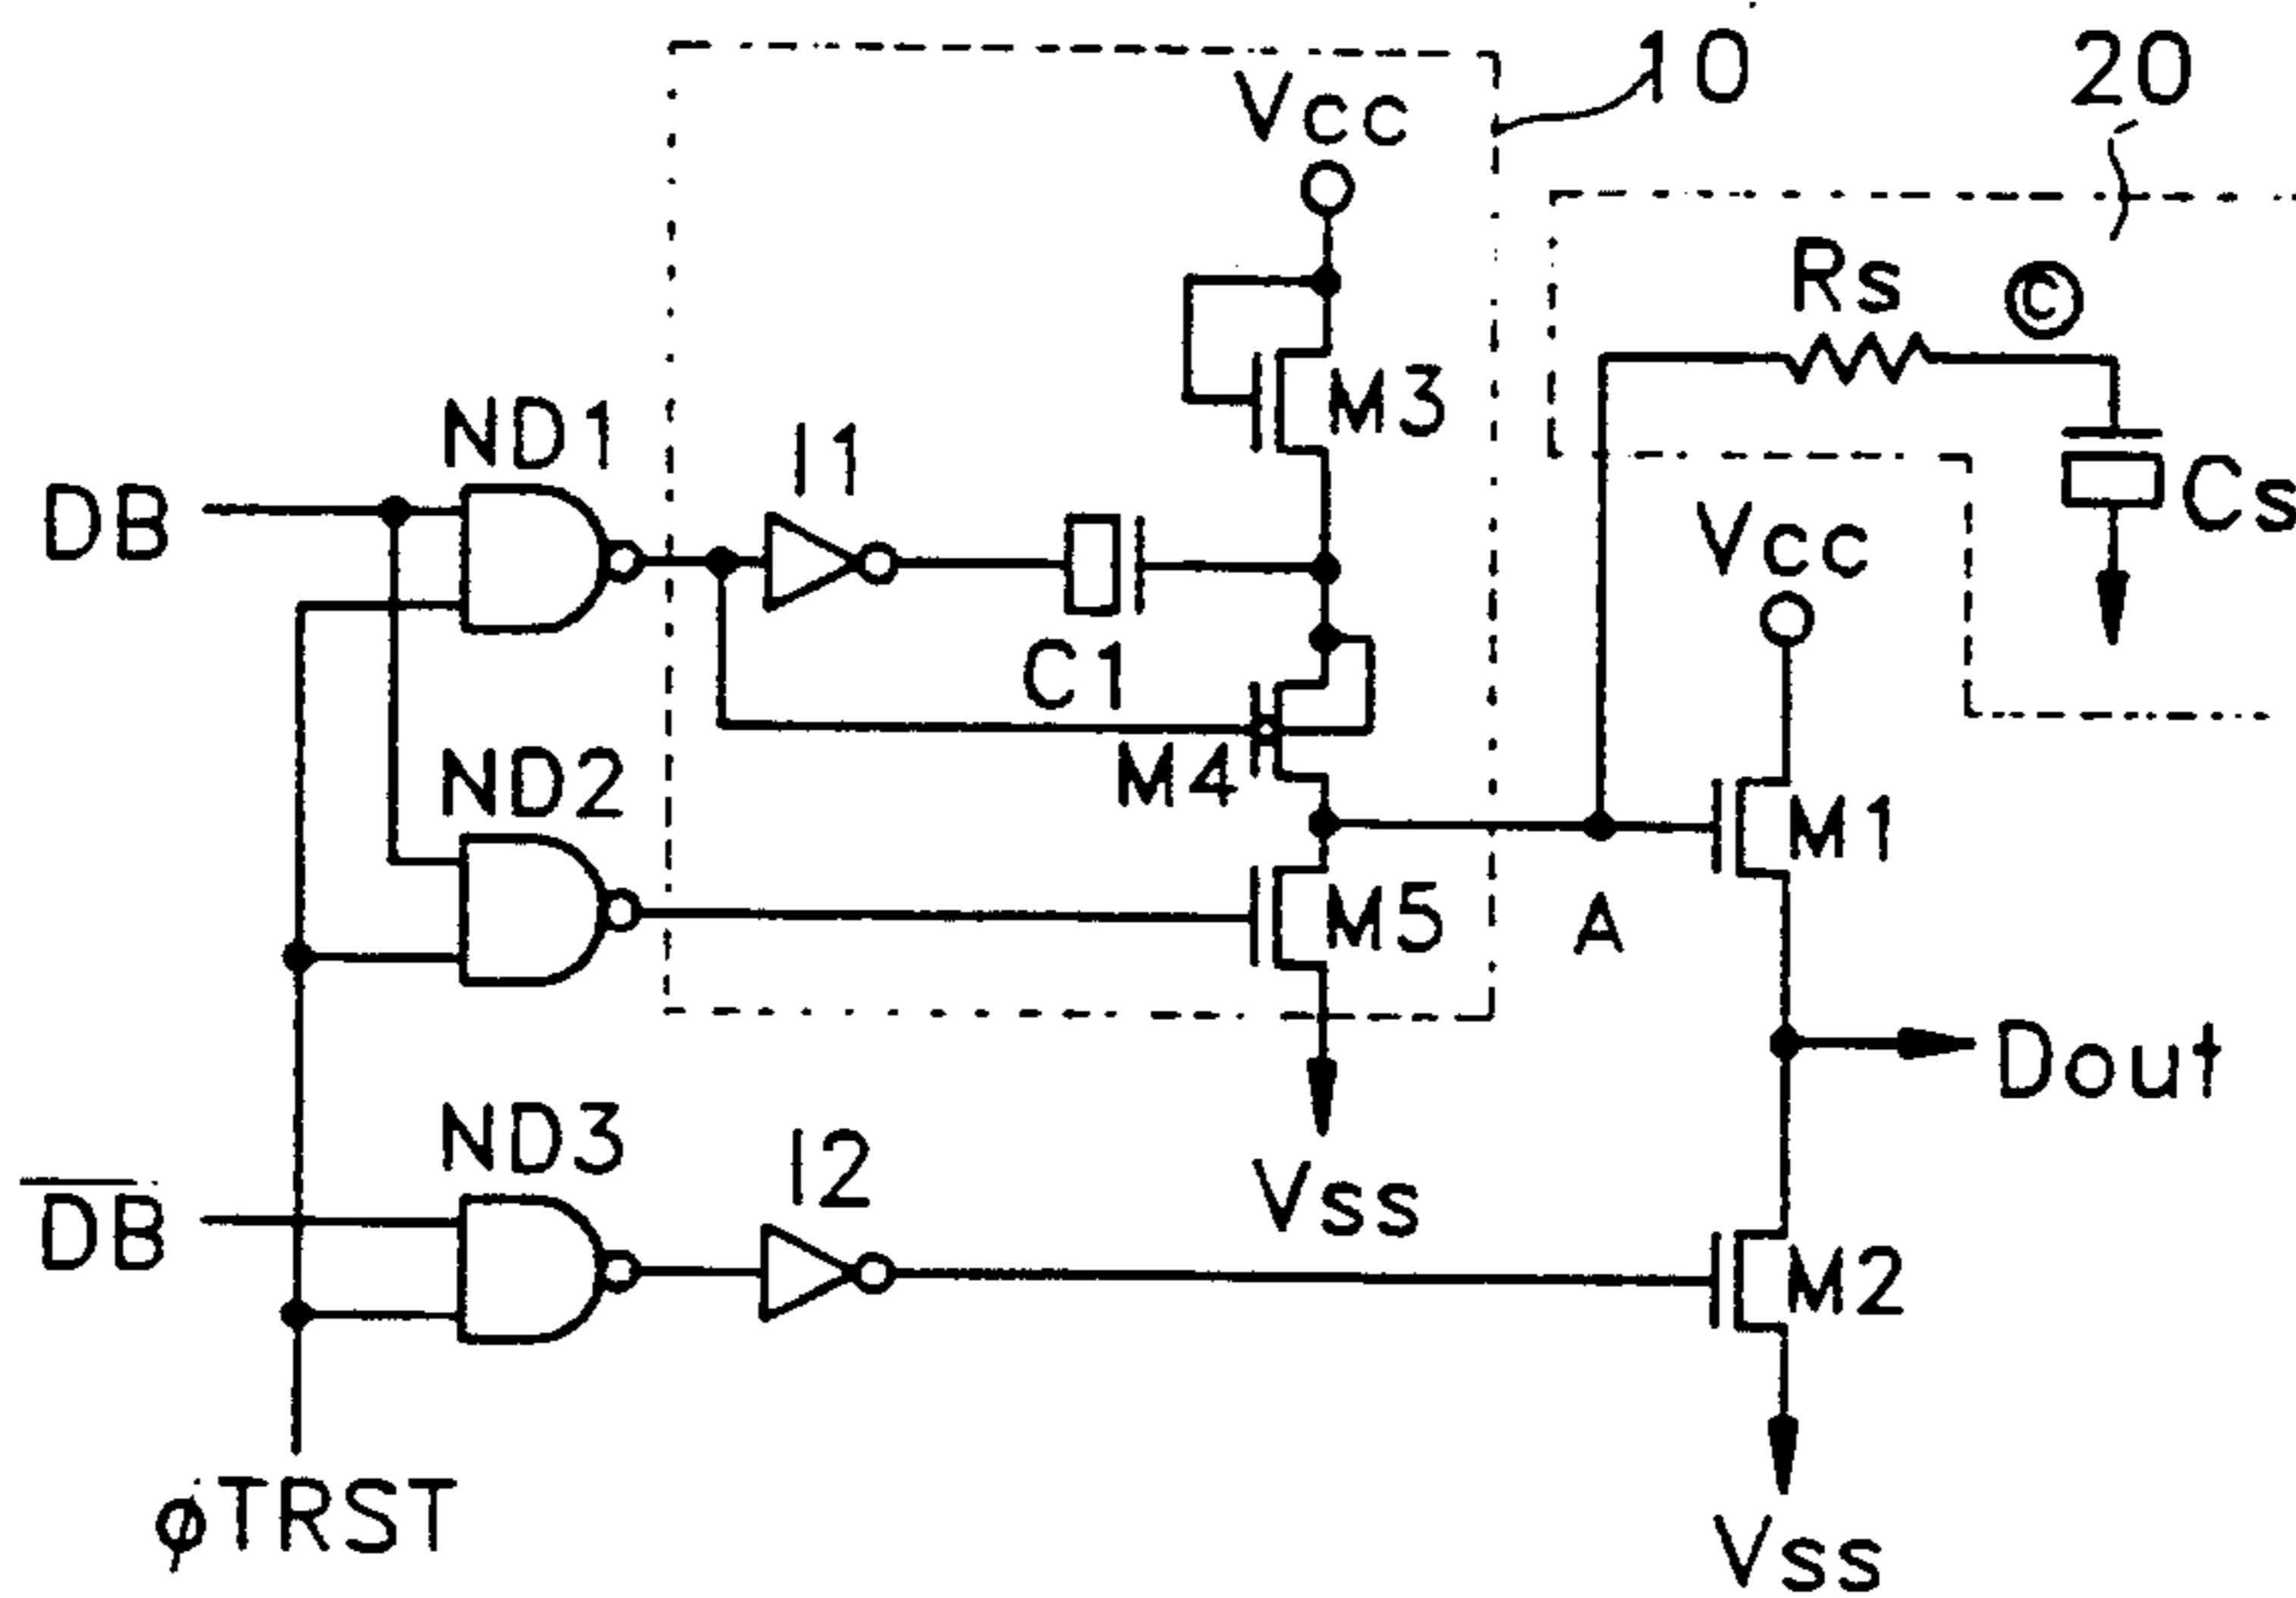 10
20
Vcc
Rs
©
M3
ND1
I1
DB
Cs
Vcc
C1
M4
ND2
M1
M5
A
Dout
ND3
I2
Vss
D̅B̅
M2
φTRST
Vss